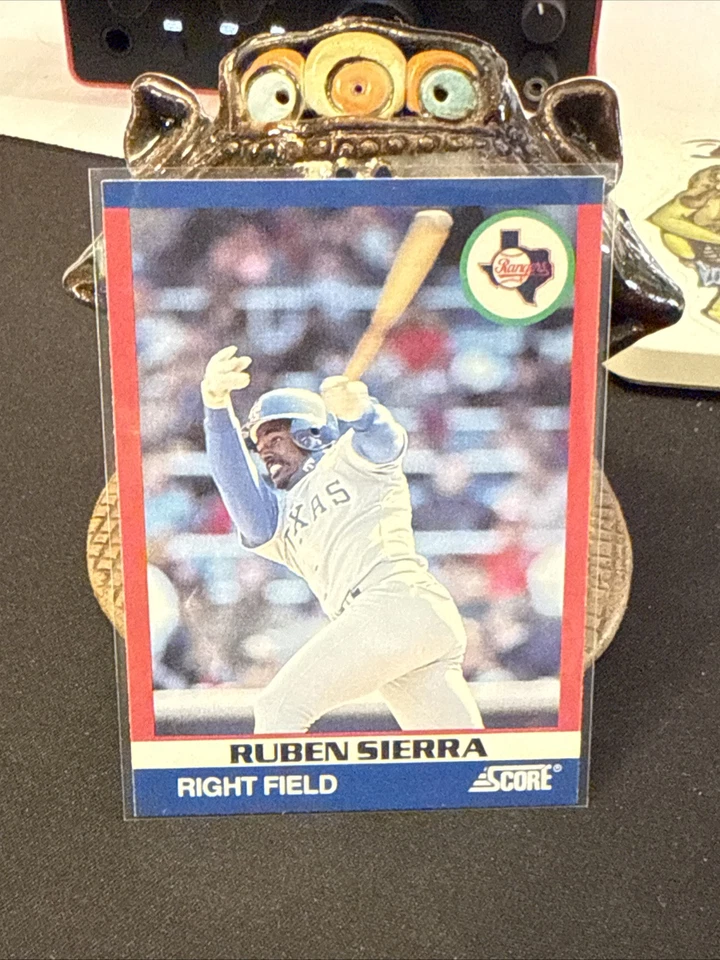 Rangers
TEXAS
RUBEN SIERRA
RIGHT FIELD
SCORE®